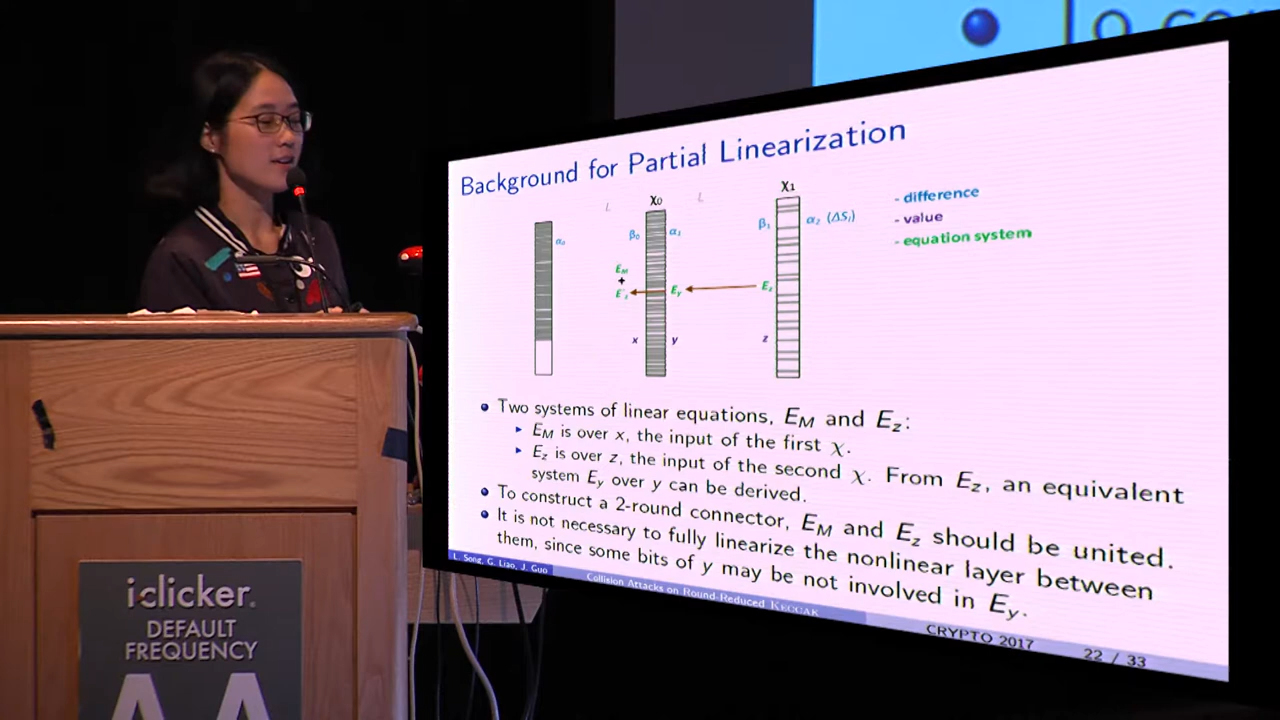 To con
Background for Partial Linearization
L
χ0
L
χ1
α0
β0
α1
β1
α2 (ΔSI)
- difference
- value
- equation system
EM
+
E'z
Ey
Ez
x
y
z
Two systems of linear equations, EM and Ez:
EM is over x, the input of the first χ.
Ez is over z, the input of the second χ. From Ez, an equivalent
system Ey over y can be derived.
To construct a 2-round connector, EM and Ez should be united.
It is not necessary to fully linearize the nonlinear layer between
them, since some bits of y may be not involved in Ey.
L. Song, G. Liao, J. Guo
Collision Attacks on Round-Reduced KECCAK
CRYPTO 2017
22 / 33
iclicker.
DEFAULT
FREQUENCY
AA